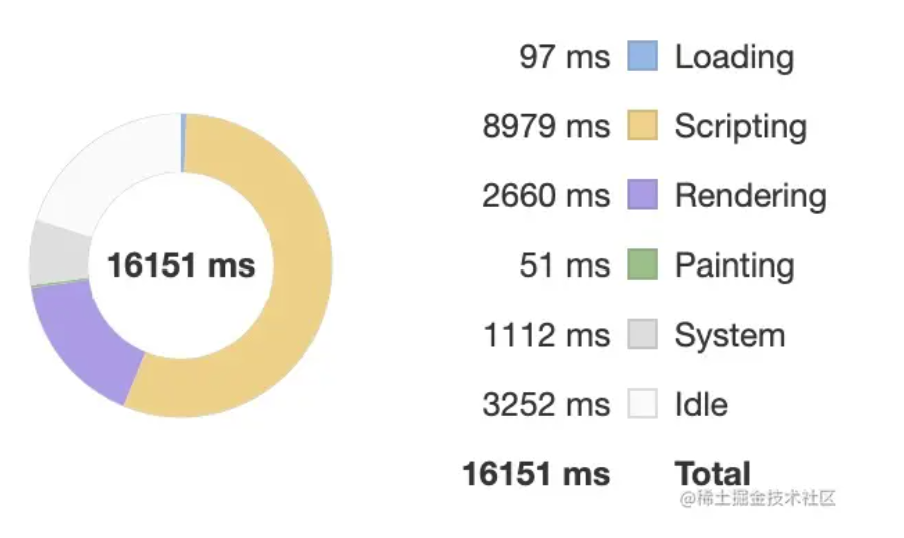 97 ms Loading
8979 ms Scripting
2660 ms Rendering
16151 ms
51 ms Painting
1112 ms System
3252 ms Idle
16151 ms Total
@稀土掘金技术社区